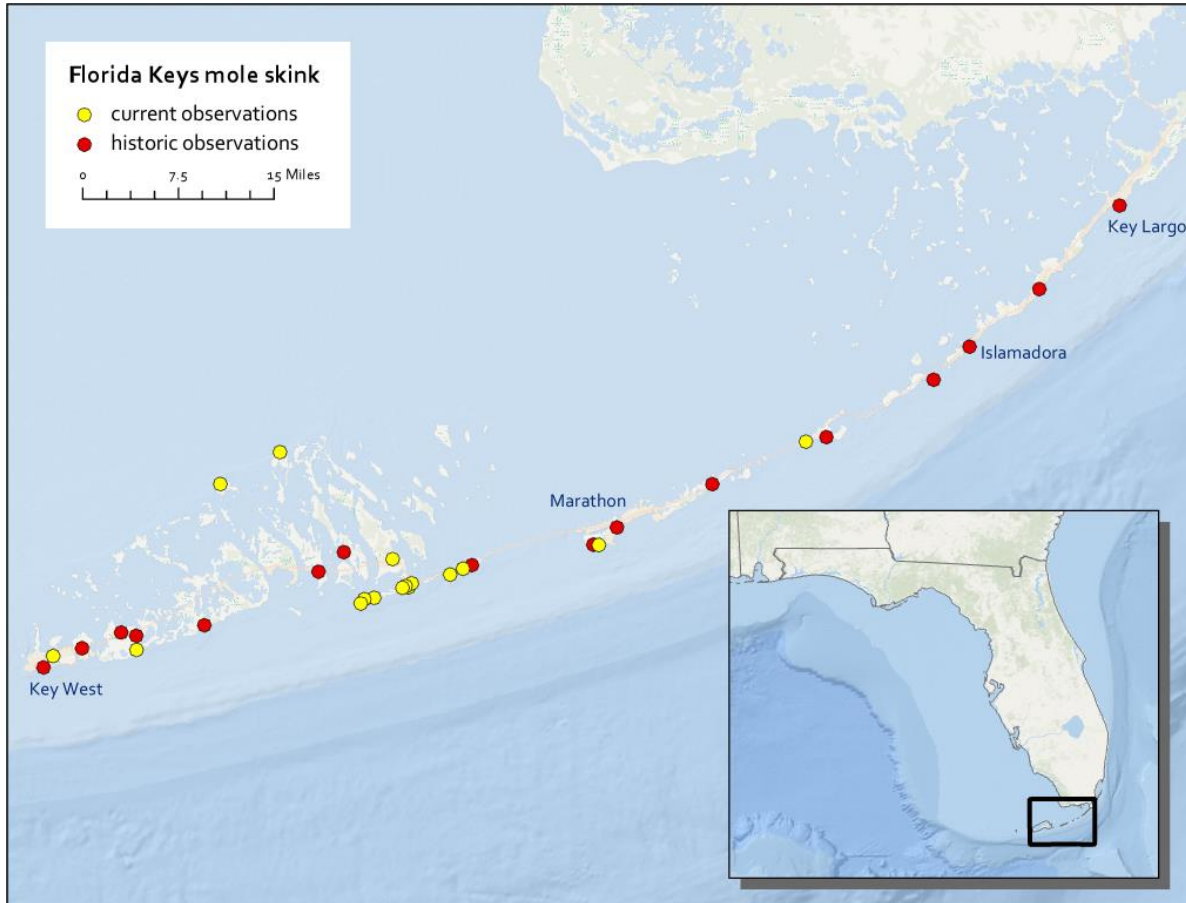 Florida Keys mole skink
current observations
historic observations
0 7.5 15 Miles
Key Largo
Islamadora
Marathon
Key West